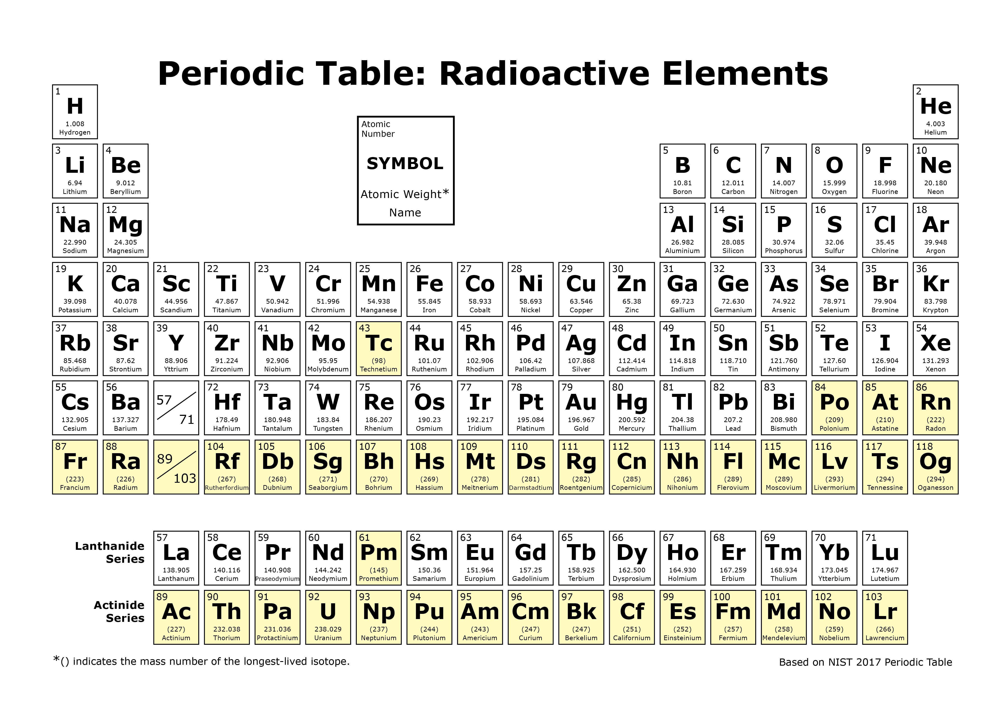 Periodic Table: Radioactive Elements
1 2
H He
1.008 4.003
Hydrogen Helium
Atomic
Number
SYMBOL
Atomic Weight*
Name
3 4 5 6 7 8 9 10
Li Be B C N O F Ne
6.94 9.012 10.81 12.011 14.007 15.999 18.998 20.180
Lithium Beryllium Boron Carbon Nitrogen Oxygen Fluorine Neon
11 12 13 14 15 16 17 18
Na Mg Al Si P S Cl Ar
22.990 24.305 26.982 28.085 30.974 32.06 35.45 39.948
Sodium Magnesium Aluminium Silicon Phosphorus Sulfur Chlorine Argon
19 20 21 22 23 24 25 26 27 28 29 30 31 32 33 34 35 36
K Ca Sc Ti V Cr Mn Fe Co Ni Cu Zn Ga Ge As Se Br Kr
39.098 40.078 44.956 47.867 50.942 51.996 54.938 55.845 58.933 58.693 63.546 65.38 69.723 72.630 74.922 78.971 79.904 83.798
Potassium Calcium Scandium Titanium Vanadium Chromium Manganese Iron Cobalt Nickel Copper Zinc Gallium Germanium Arsenic Selenium Bromine Krypton
37 38 39 40 41 42 43 44 45 46 47 48 49 50 51 52 53 54
Rb Sr Y Zr Nb Mo Tc Ru Rh Pd Ag Cd In Sn Sb Te I Xe
85.468 87.62 88.906 91.224 92.906 95.95 (98) 101.07 102.906 106.42 107.868 112.414 114.818 118.710 121.760 127.60 126.904 131.293
Rubidium Strontium Yttrium Zirconium Niobium Molybdenum Technetium Ruthenium Rhodium Palladium Silver Cadmium Indium Tin Antimony Tellurium Iodine Xenon
55 56 57 72 73 74 75 76 77 78 79 80 81 82 83 84 85 86
Cs Ba 71 Hf Ta W Re Os Ir Pt Au Hg Tl Pb Bi Po At Rn
132.905 137.327 178.49 180.948 183.84 186.207 190.23 192.217 195.084 196.967 200.592 204.38 207.2 208.980 (209) (210) (222)
Cesium Barium Hafnium Tantalum Tungsten Rhenium Osmium Iridium Platinum Gold Mercury Thallium Lead Bismuth Polonium Astatine Radon
87 88 89 104 105 106 107 108 109 110 111 112 113 114 115 116 117 118
Fr Ra 103 Rf Db Sg Bh Hs Mt Ds Rg Cn Nh Fl Mc Lv Ts Og
(223) (226) (267) (268) (271) (270) (269) (278) (281) (282) (285) (286) (289) (289) (293) (294) (294)
Francium Radium Rutherfordium Dubnium Seaborgium Bohrium Hassium Meitnerium Darmstadtium Roentgenium Copernicium Nihonium Flerovium Moscovium Livermorium Tennessine Oganesson
Lanthanide
Series
57 58 59 60 61 62 63 64 65 66 67 68 69 70 71
La Ce Pr Nd Pm Sm Eu Gd Tb Dy Ho Er Tm Yb Lu
138.905 140.116 140.908 144.242 (145) 150.36 151.964 157.25 158.925 162.500 164.930 167.259 168.934 173.045 174.967
Lanthanum Cerium Praseodymium Neodymium Promethium Samarium Europium Gadolinium Terbium Dysprosium Holmium Erbium Thulium Ytterbium Lutetium
Actinide
Series
89 90 91 92 93 94 95 96 97 98 99 100 101 102 103
Ac Th Pa U Np Pu Am Cm Bk Cf Es Fm Md No Lr
(227) 232.038 231.036 238.029 (237) (244) (243) (247) (247) (251) (252) (257) (258) (259) (266)
Actinium Thorium Protactinium Uranium Neptunium Plutonium Americium Curium Berkelium Californium Einsteinium Fermium Mendelevium Nobelium Lawrencium
*() indicates the mass number of the longest-lived isotope.
Based on NIST 2017 Periodic Table